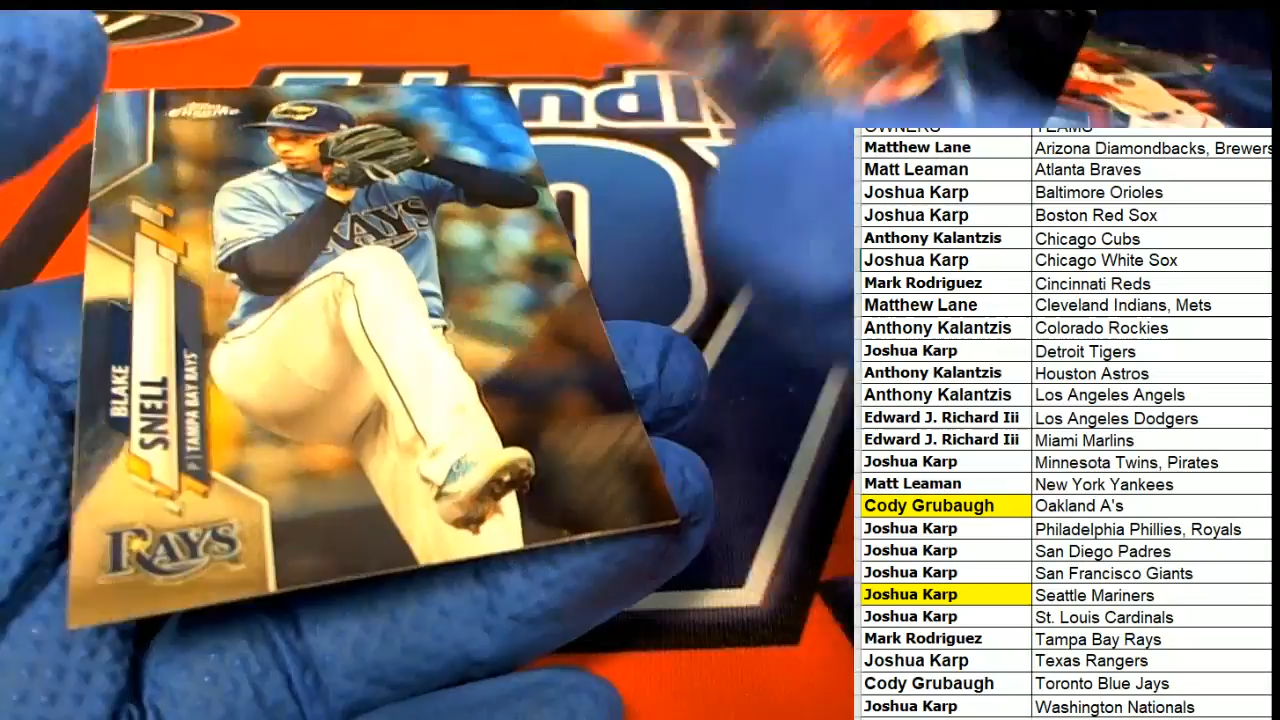 ndi
Topps
Chrome
RAYS
BLAKE
SNELL
P | TAMPA BAY RAYS
RAYS
OWNERS TEAMS
Matthew Lane Arizona Diamondbacks, Brewers
Matt Leaman Atlanta Braves
Joshua Karp Baltimore Orioles
Joshua Karp Boston Red Sox
Anthony Kalantzis Chicago Cubs
Joshua Karp Chicago White Sox
Mark Rodriguez Cincinnati Reds
Matthew Lane Cleveland Indians, Mets
Anthony Kalantzis Colorado Rockies
Joshua Karp Detroit Tigers
Anthony Kalantzis Houston Astros
Anthony Kalantzis Los Angeles Angels
Edward J. Richard Iii Los Angeles Dodgers
Edward J. Richard Iii Miami Marlins
Joshua Karp Minnesota Twins, Pirates
Matt Leaman New York Yankees
Cody Grubaugh Oakland A's
Joshua Karp Philadelphia Phillies, Royals
Joshua Karp San Diego Padres
Joshua Karp San Francisco Giants
Joshua Karp Seattle Mariners
Joshua Karp St. Louis Cardinals
Mark Rodriguez Tampa Bay Rays
Joshua Karp Texas Rangers
Cody Grubaugh Toronto Blue Jays
Joshua Karp Washington Nationals